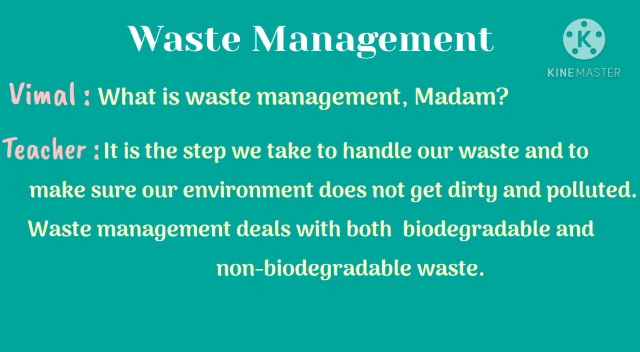 Waste Management
KINEMASTER
Vimal : What is waste management, Madam?
Teacher : It is the step we take to handle our waste and to
make sure our environment does not get dirty and polluted.
Waste management deals with both biodegradable and
non-biodegradable waste.